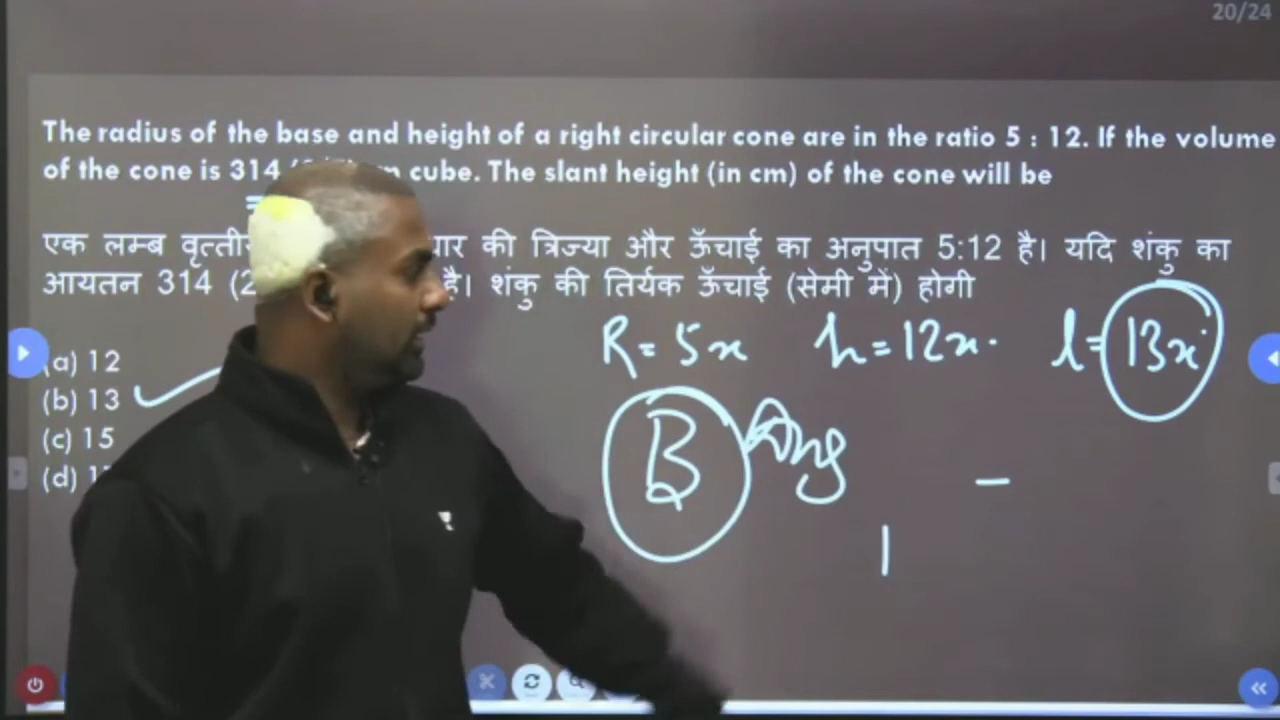 20/24
The radius of the base and height of a right circular cone are in the ratio 5 : 12. If the volume
of the cone is 314 cube. The slant height (in cm) of the cone will be
एक लम्ब की त्रिज्या और ऊँचाई का अनुपात 5:12 है। यदि शंकु का
आयतन 314 (2 है। शंकु की तिर्यक ऊँचाई (सेमी में) होगी
R = 5x h = 12x. l = 13x
(a) 12
(b) 13
(c) 15
(d)
B Ans